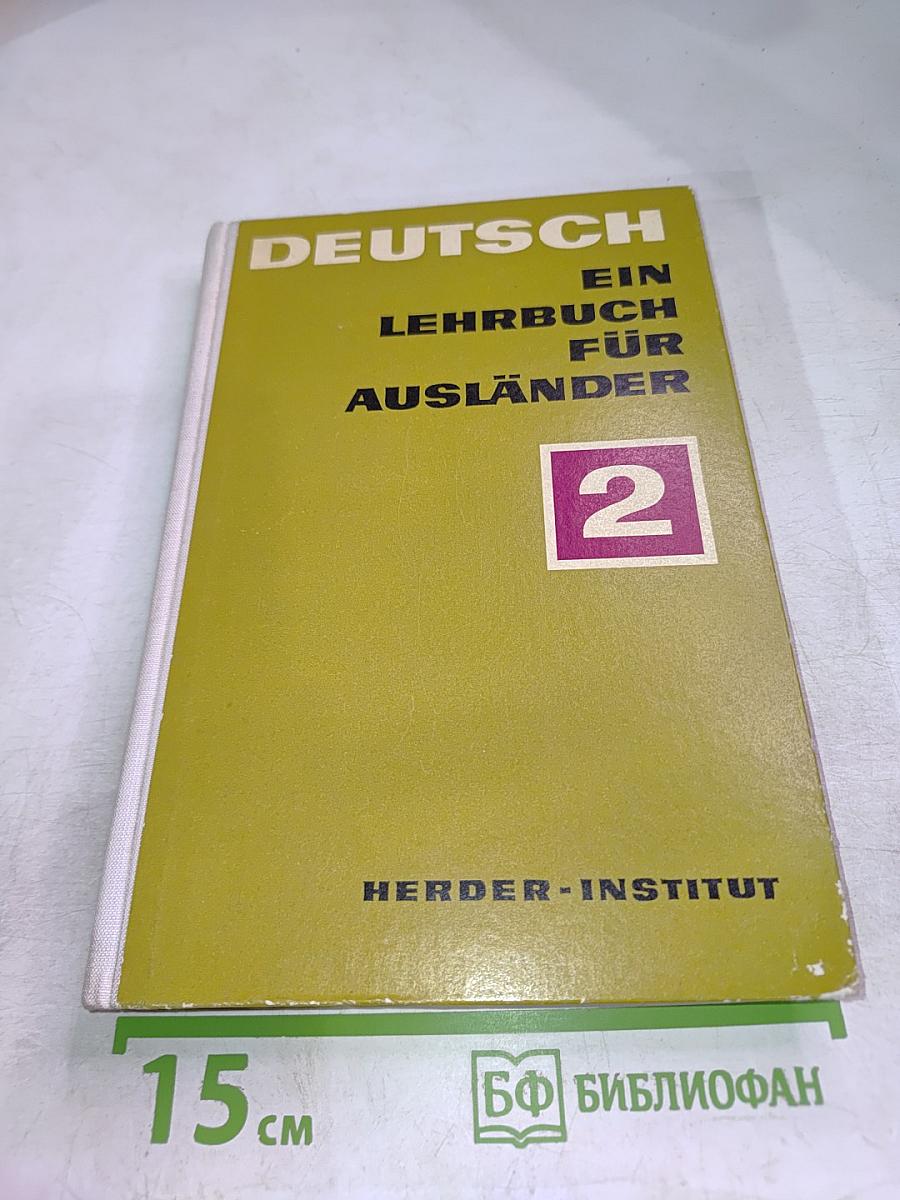 DEUTSCH
EIN
LEHRBUCH
FÜR
AUSLÄNDER
2
HERDER-INSTITUT
15 см
БФ БИБЛИОФАН